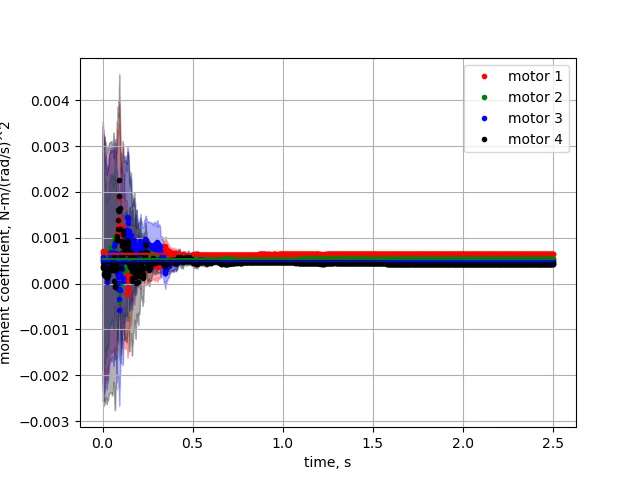 moment coefficient, N-m/(rad/s)^2
0.004
0.003
0.002
0.001
0.000
−0.001
−0.002
−0.003
0.0 0.5 1.0 1.5 2.0 2.5
time, s
motor 1
motor 2
motor 3
motor 4